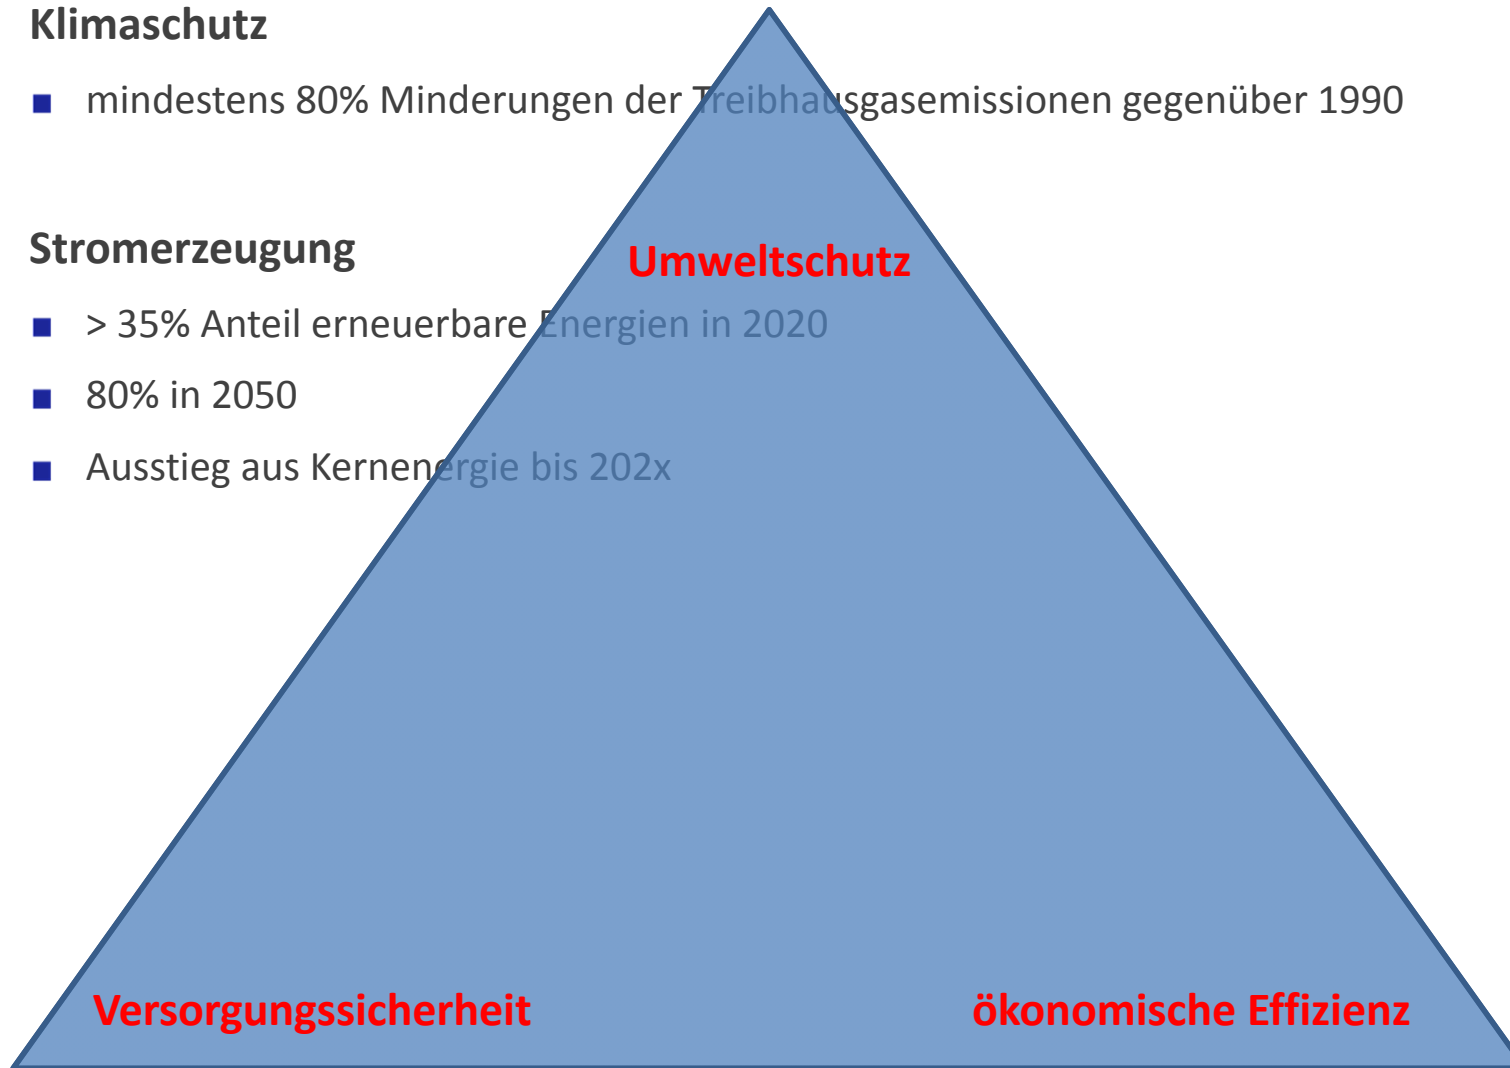 Klimaschutz
mindestens 80% Minderungen der Treibhausgasemissionen gegenüber 1990
Stromerzeugung
Umweltschutz
> 35% Anteil erneuerbare Energien in 2020
80% in 2050
Ausstieg aus Kernenergie bis 202x
Versorgungssicherheit
ökonomische Effizienz